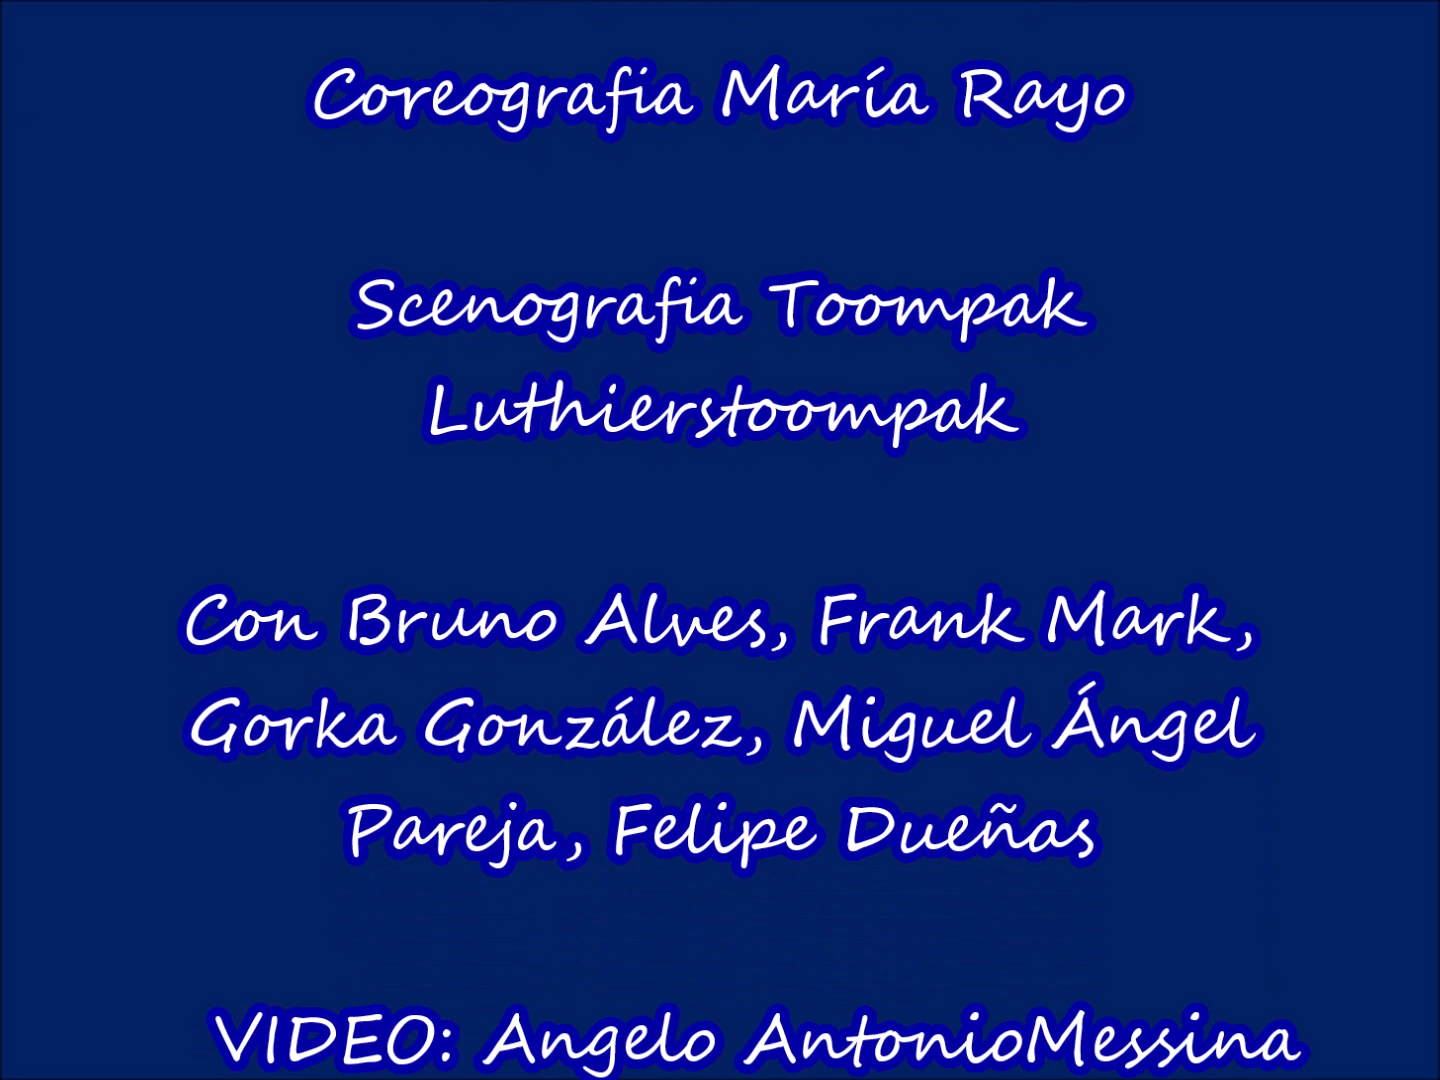 Coreografia María Rayo
Scenografia Toompak
Luthierstoompak
Con Bruno Alves, Frank Mark,
Gorka González, Miguel Ángel
Pareja, Felipe Dueñas
VIDEO: Angelo AntonioMessina